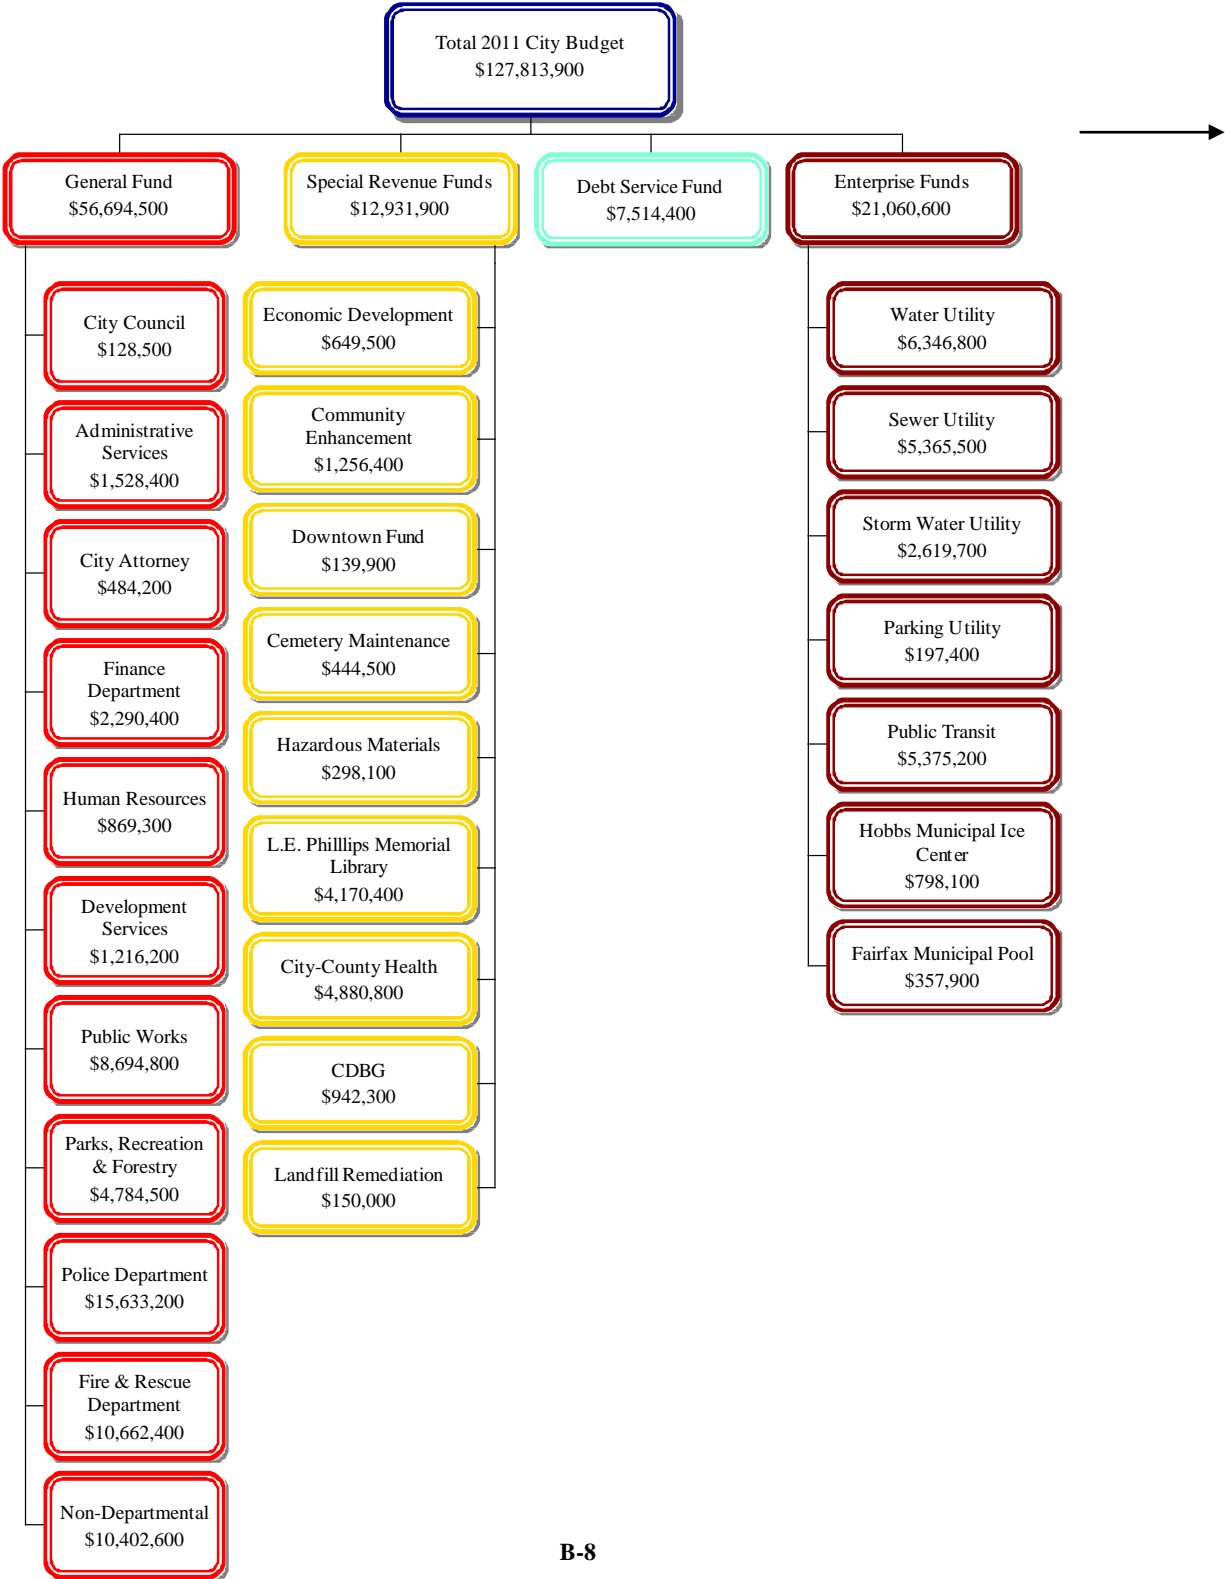 Total 2011 City Budget
$127,813,900
General Fund
$56,694,500
Special Revenue Funds
$12,931,900
Debt Service Fund
$7,514,400
Enterprise Funds
$21,060,600
City Council
$128,500
Administrative
Services
$1,528,400
City Attorney
$484,200
Finance
Department
$2,290,400
Human Resources
$869,300
Development
Services
$1,216,200
Public Works
$8,694,800
Parks, Recreation
& Forestry
$4,784,500
Police Department
$15,633,200
Fire & Rescue
Department
$10,662,400
Non-Departmental
$10,402,600
Economic Development
$649,500
Community
Enhancement
$1,256,400
Downtown Fund
$139,900
Cemetery Maintenance
$444,500
Hazardous Materials
$298,100
L.E. Philllips Memorial
Library
$4,170,400
City-County Health
$4,880,800
CDBG
$942,300
Landfill Remediation
$150,000
Water Utility
$6,346,800
Sewer Utility
$5,365,500
Storm Water Utility
$2,619,700
Parking Utility
$197,400
Public Transit
$5,375,200
Hobbs Municipal Ice
Center
$798,100
Fairfax Municipal Pool
$357,900
B-8